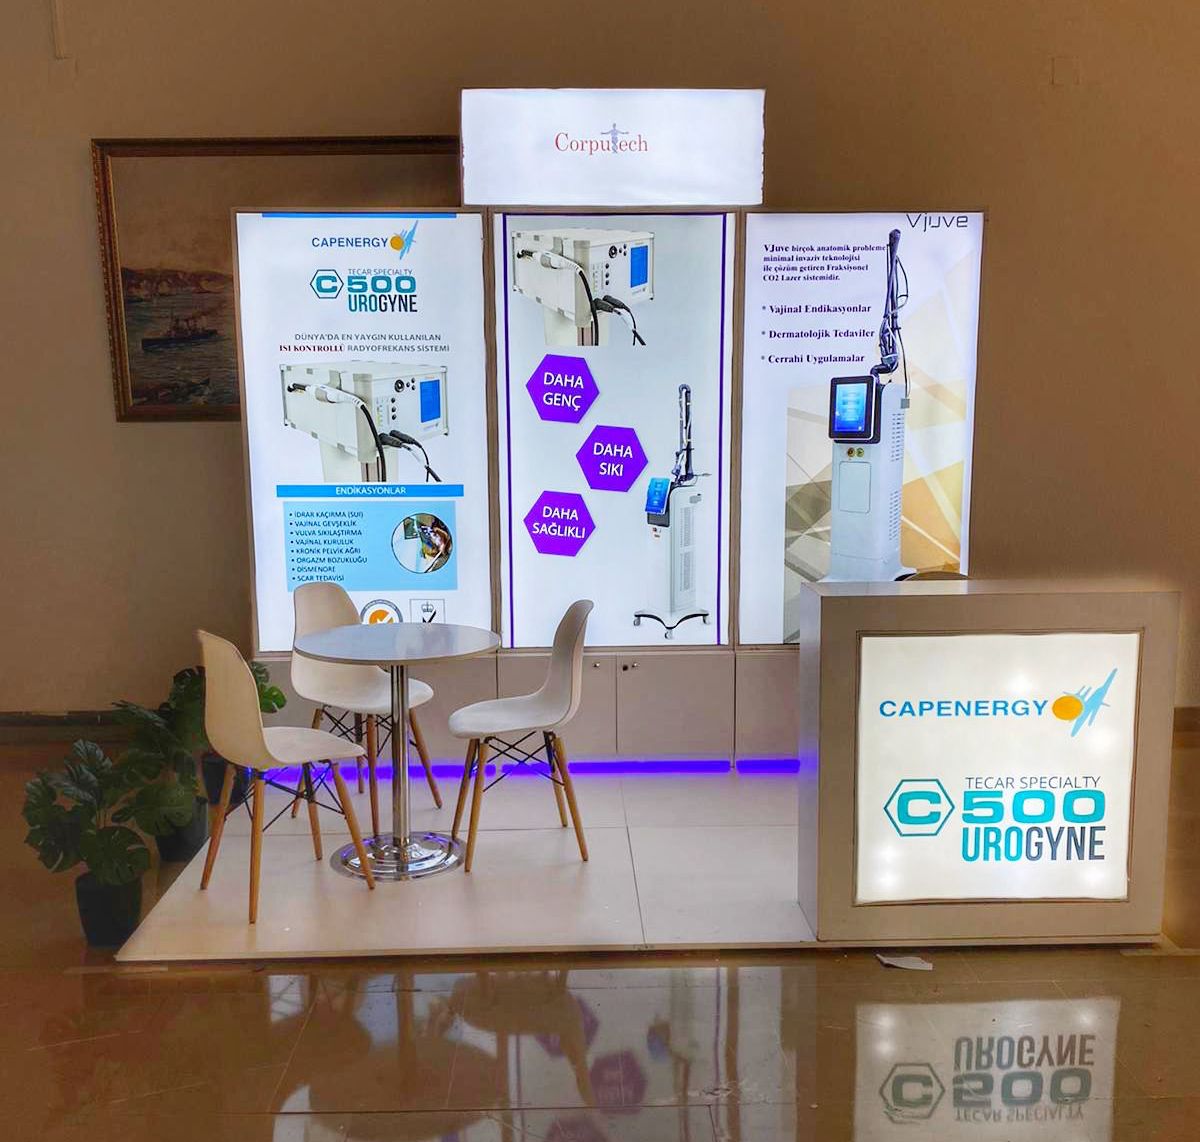 Corputech
CAPENERGY
TECAR SPECIALTY
C 500
UROGYNE
DÜNYA'DA EN YAYGIN KULLANILAN
ISI KONTROLLÜ RADYOFREKANS SİSTEMİ
ENDİKASYONLAR
• İDRAR KAÇIRMA (SUI)
• VAJİNAL GEVŞEKLİK
• VULVA SIKILAŞTIRMA
• VAJİNAL KURULUK
• KRONİK PELVİK AĞRI
• ORGAZM BOZUKLUĞU
• DİSMENORE
• SCAR TEDAVİSİ
DAHA
GENÇ
DAHA
SIKI
DAHA
SAĞLIKLI
Vjuve
VJuve birçok anatomik probleme
minimal invaziv teknolojisi
ile çözüm getiren Fraksiyonel
CO2 Lazer sistemidir.
* Vajinal Endikasyonlar
* Dermatolojik Tedaviler
* Cerrahi Uygulamalar
CAPENERGY
TECAR SPECIALTY
C 500
UROGYNE